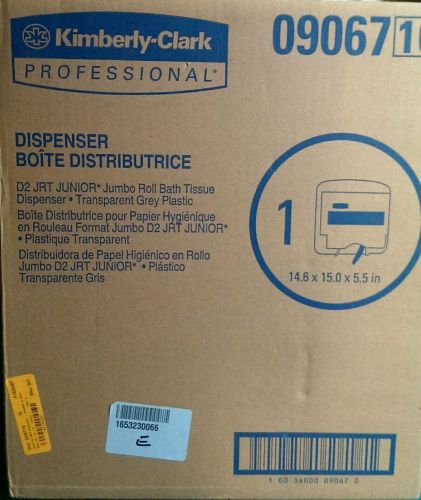 Kimberly-Clark
PROFESSIONAL*
09067 10
DISPENSER
BOÎTE DISTRIBUTRICE
D2 JRT JUNIOR* Jumbo Roll Bath Tissue
Dispenser • Transparent Grey Plastic
Boîte Distributrice pour Papier Hygiénique
en Rouleau Format Jumbo D2 JRT JUNIOR*
• Plastique Transparent
Distribuidora de Papel Higiénico en Rollo
Jumbo D2 JRT JUNIOR* • Plástico
Transparente Gris
1
14.6 x 15.0 x 5.5 in
1653230066
E
1 00 36000 09067 0